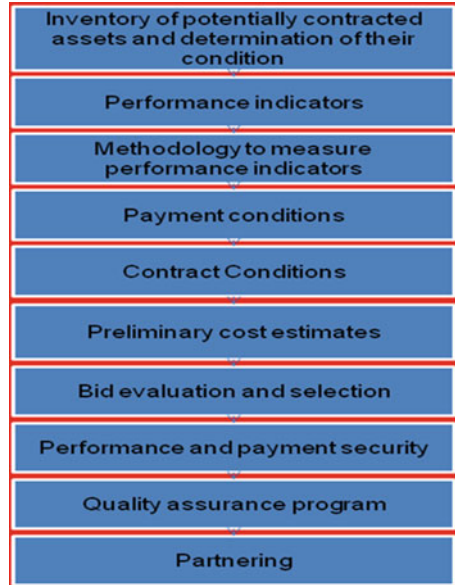 Inventory of potentially contracted
assets and determination of their
condition
Performance indicators
Methodology to measure
performance indicators
Payment conditions
Contract Conditions
Preliminary cost estimates
Bid evaluation and selection
Performance and payment security
Quality assurance program
Partnering